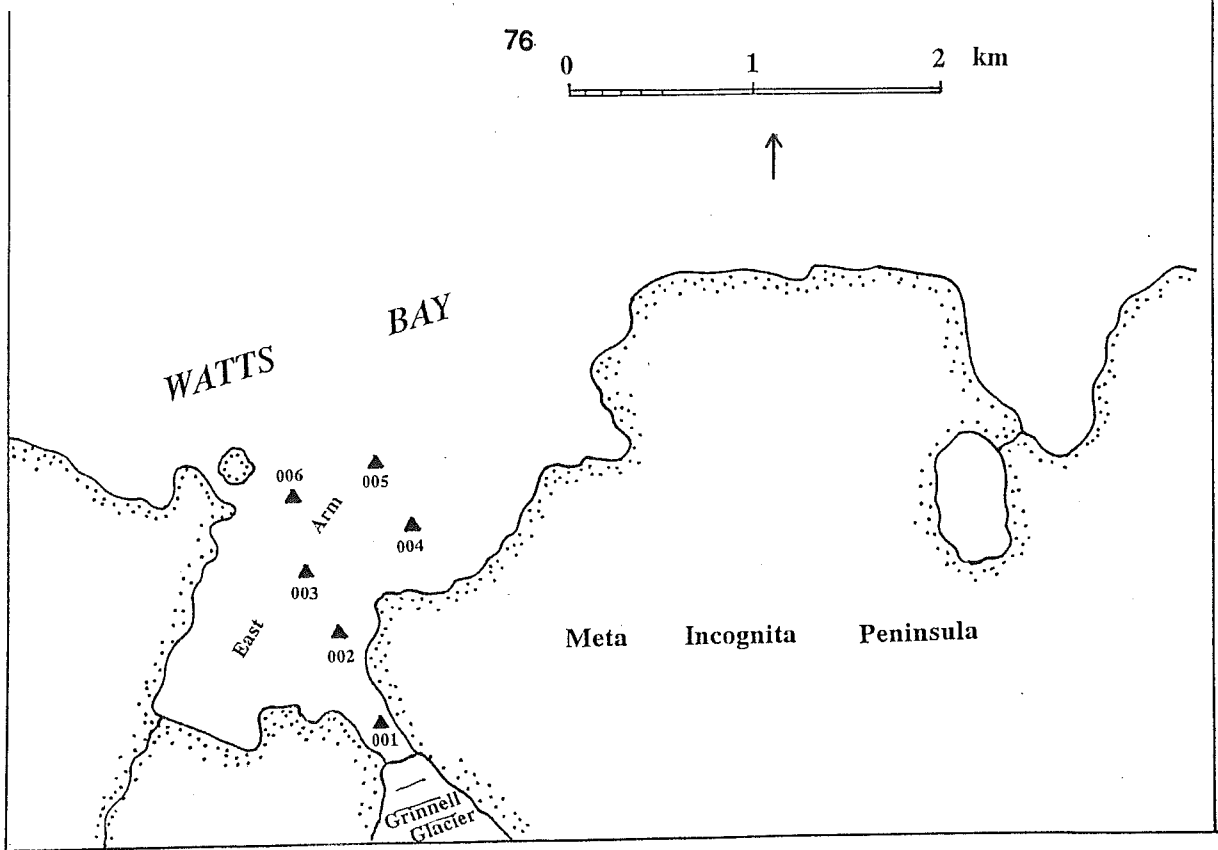 76
0 1 2 km
BAY
WATTS
006
005
Arm
004
003
East
002
Meta Incognita Peninsula
001
Grinnell
Glacier